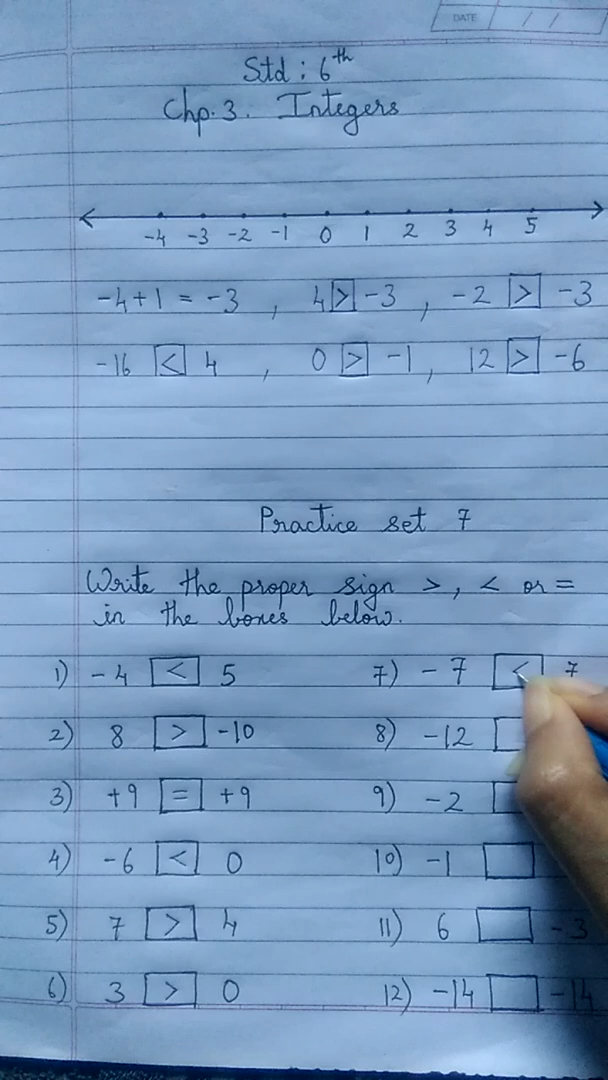 DATE / /
Std : 6th
Chp. 3. Integers
-4 -3 -2 -1 0 1 2 3 4 5
-4+1 = -3 , 4 > -3 , -2 > -3
-16 < 4 , 0 > -1 , 12 > -6
Practice set 7
Write the proper sign >, < or =
in the boxes below.
1) -4 < 5 7) -7 < 7
2) 8 > -10 8) -12
3) +9 = +9 9) -2
4) -6 < 0 10) -1
5) 7 > 4 11) 6 -3
6) 3 > 0 12) -14 -14